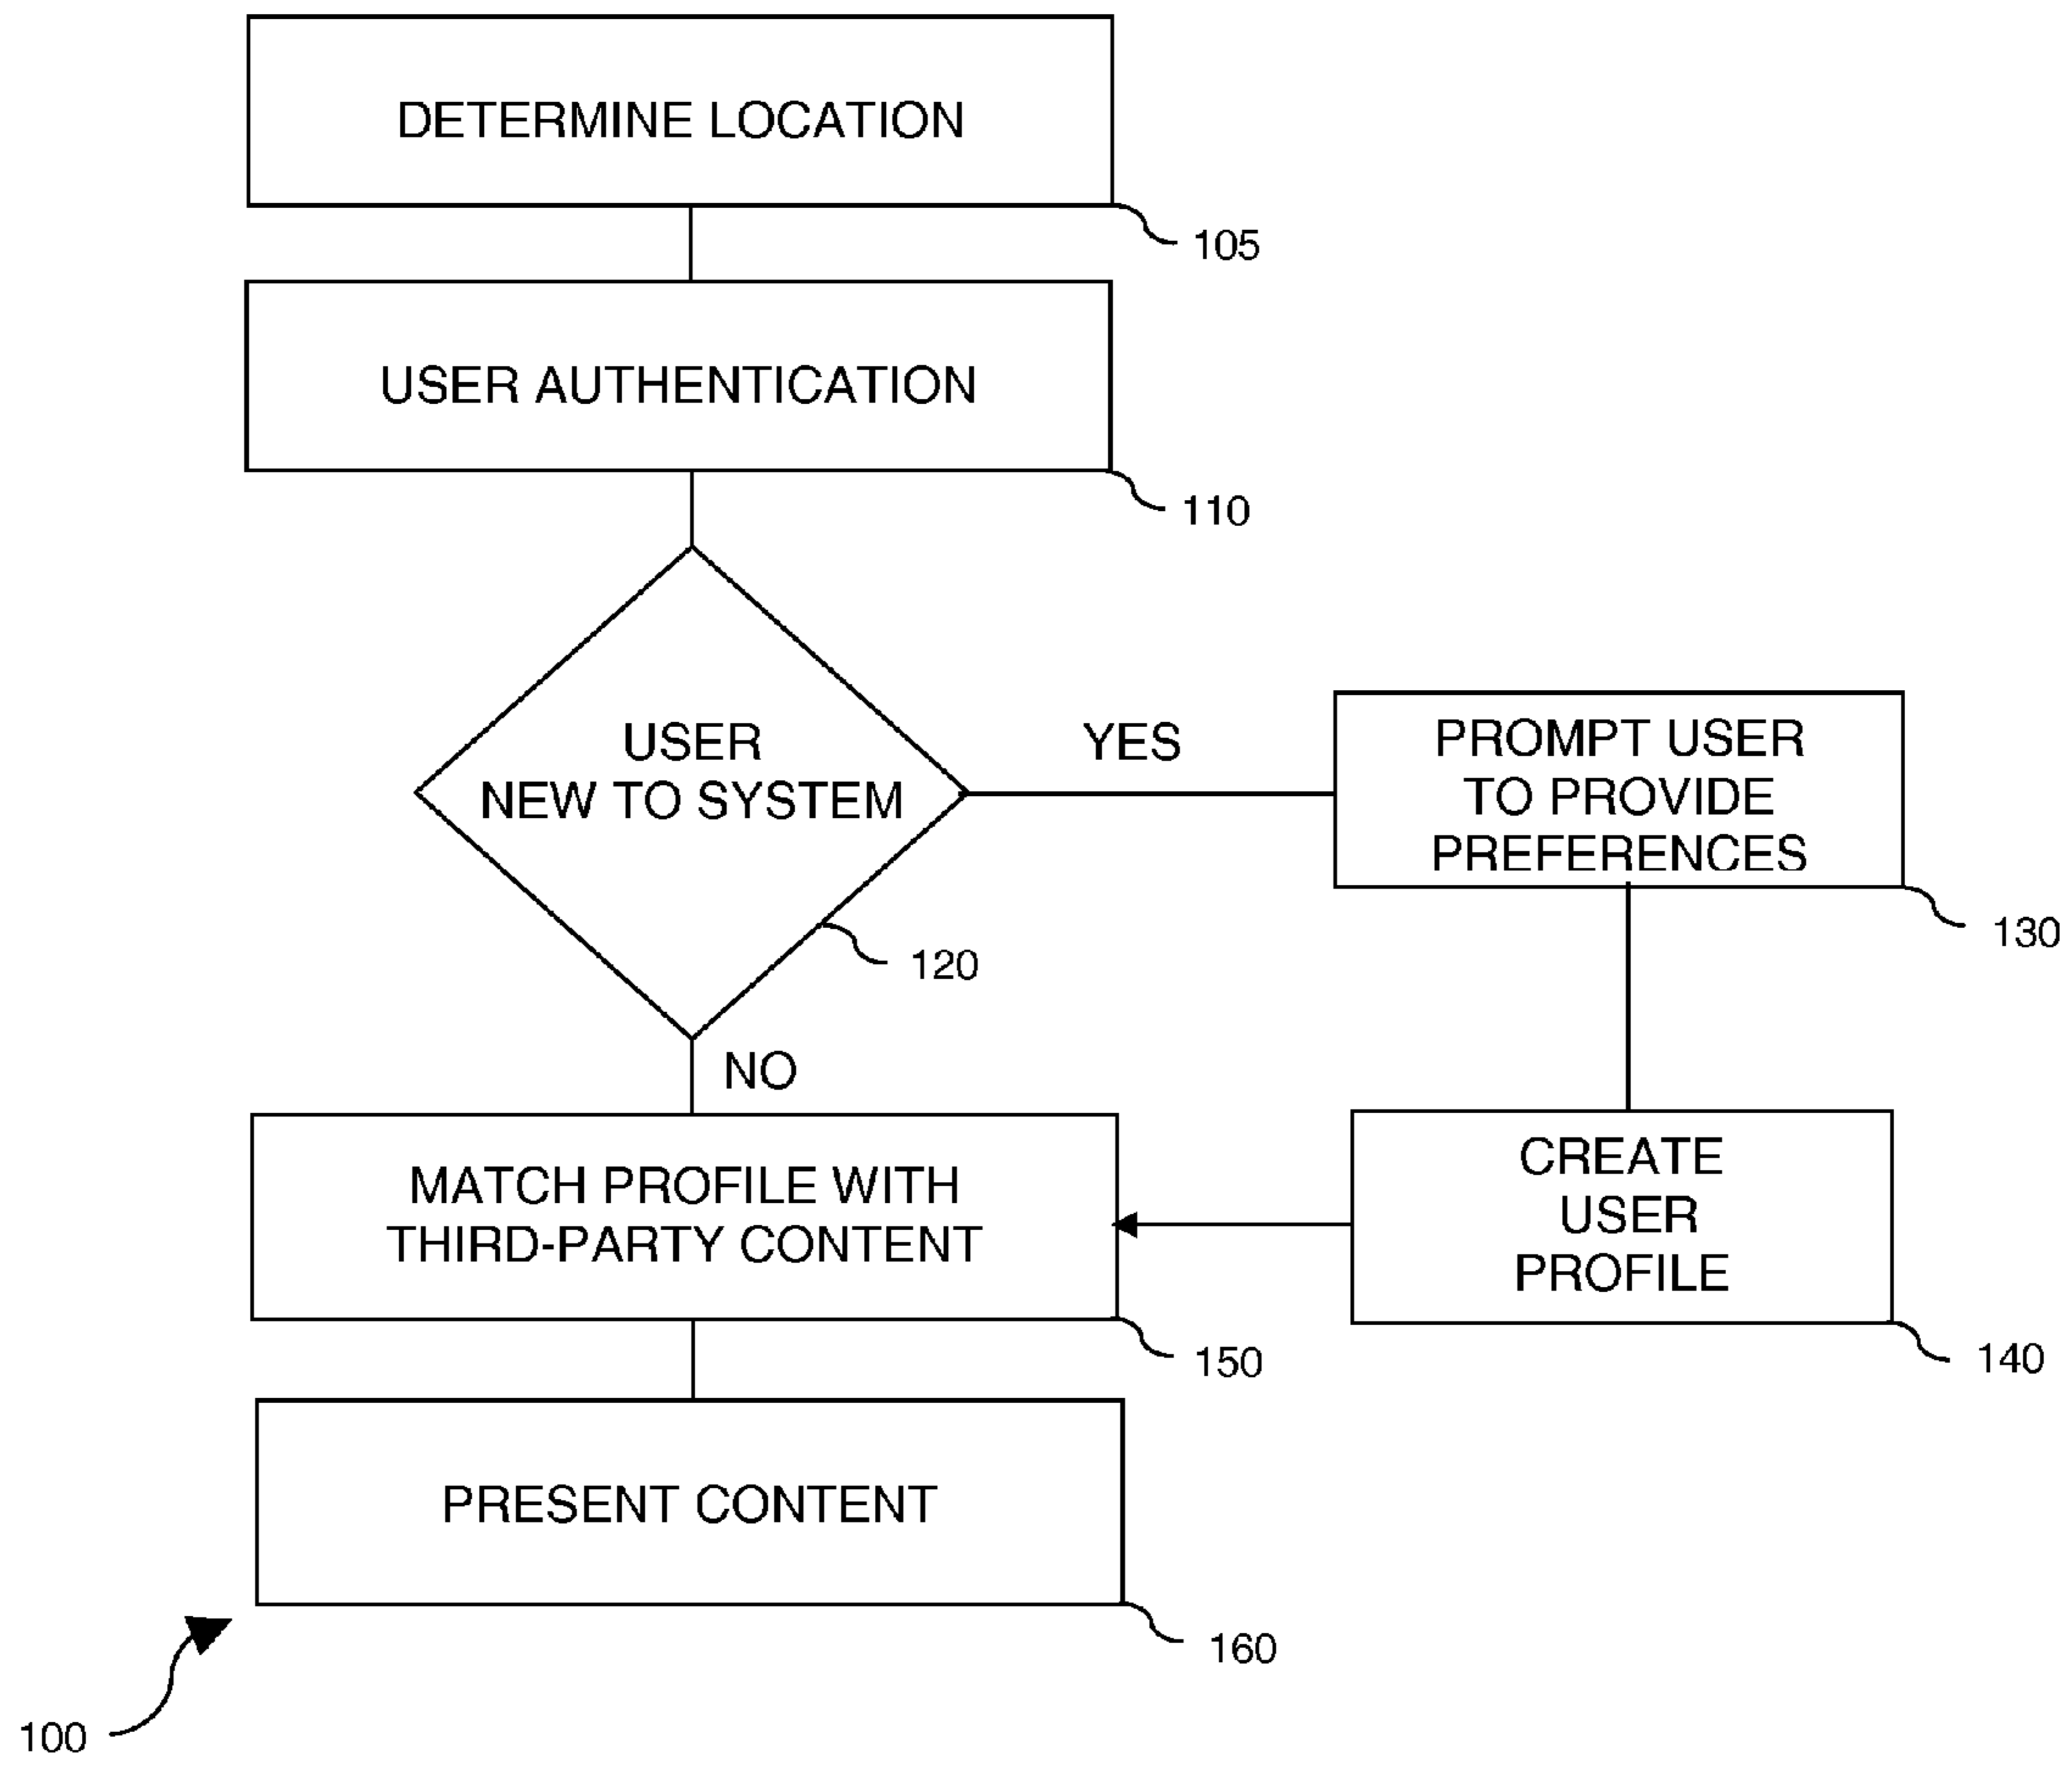 DETERMINE LOCATION
105
USER AUTHENTICATION
110
USER
NEW TO SYSTEM
120
YES
PROMPT USER
TO PROVIDE
PREFERENCES
130
NO
MATCH PROFILE WITH
THIRD-PARTY CONTENT
150
CREATE
USER
PROFILE
140
PRESENT CONTENT
160
100